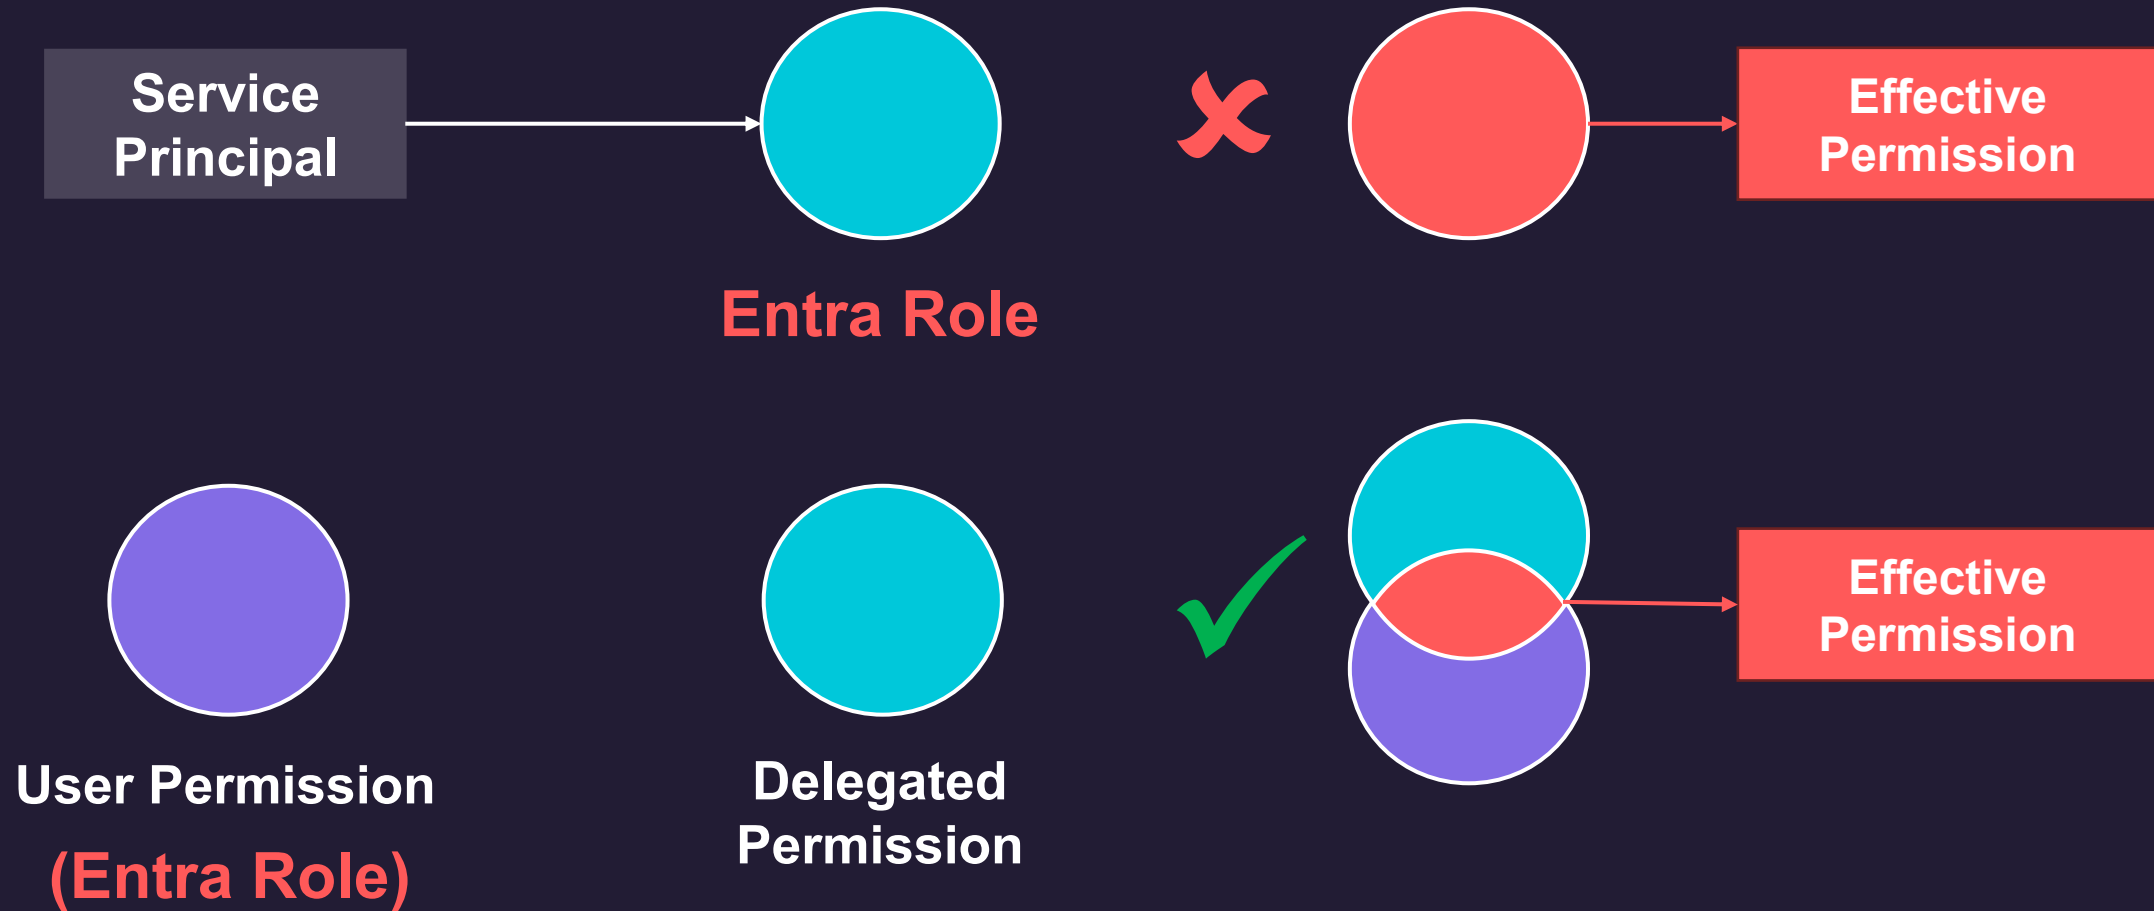 Service
Principal
Effective
Permission
Entra Role
Effective
Permission
User Permission
(Entra Role)
Delegated
Permission